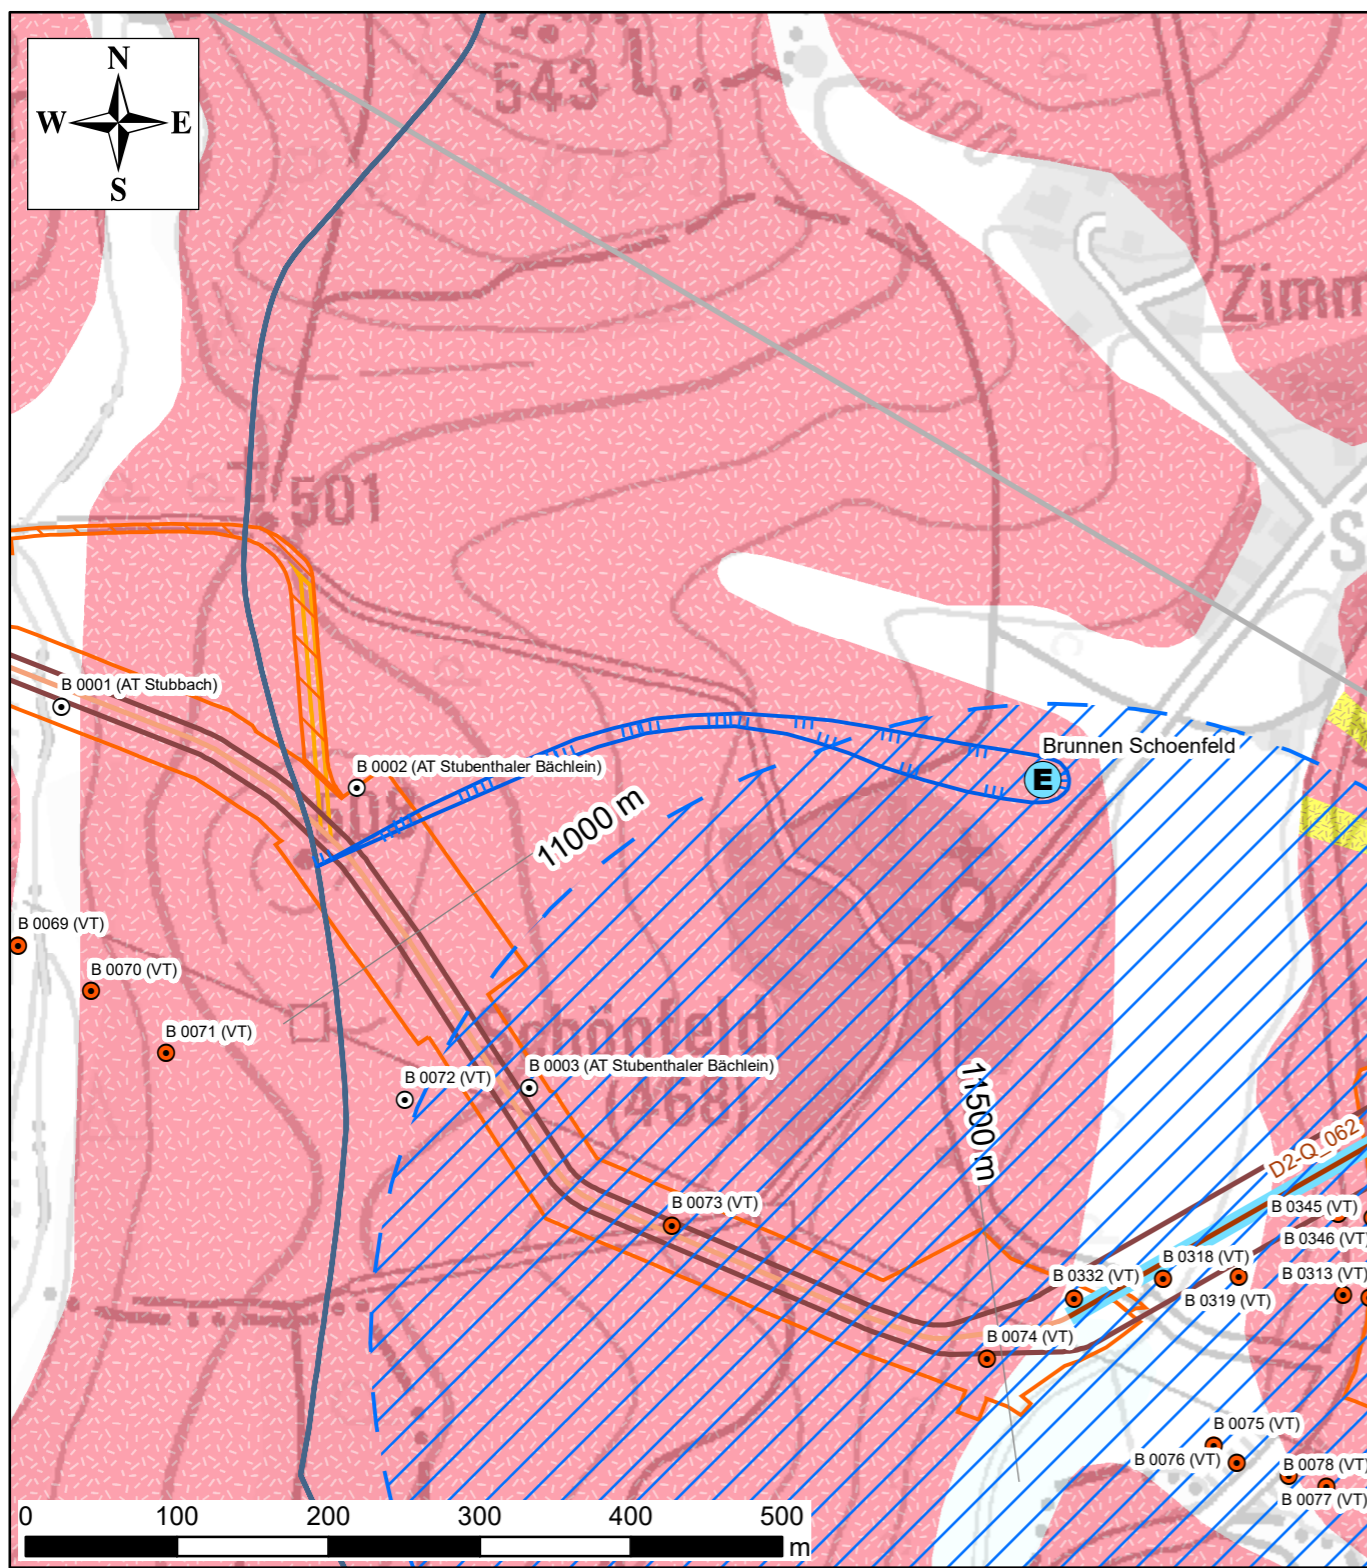 N
W E
S
543
500
Zimm
501
S
B 0001 (AT Stubbach)
B 0002 (AT Stubenthaler Bächlein)
Brunnen Schoenfeld
E
11000 m
B 0069 (VT)
B 0070 (VT)
B 0071 (VT)
Schönfeld
B 0072 (VT)
B 0003 (AT Stubenthaler Bächlein)
(468)
11500 m
D2-Q_062
B 0073 (VT)
B 0345 (VT)
B 0346 (VT)
B 0318 (VT)
B 0332 (VT)
B 0313 (VT)
B 0319 (VT)
B 0074 (VT)
B 0075 (VT)
B 0076 (VT)
B 0078 (VT)
B 0077 (VT)
0 100 200 300 400 500
m